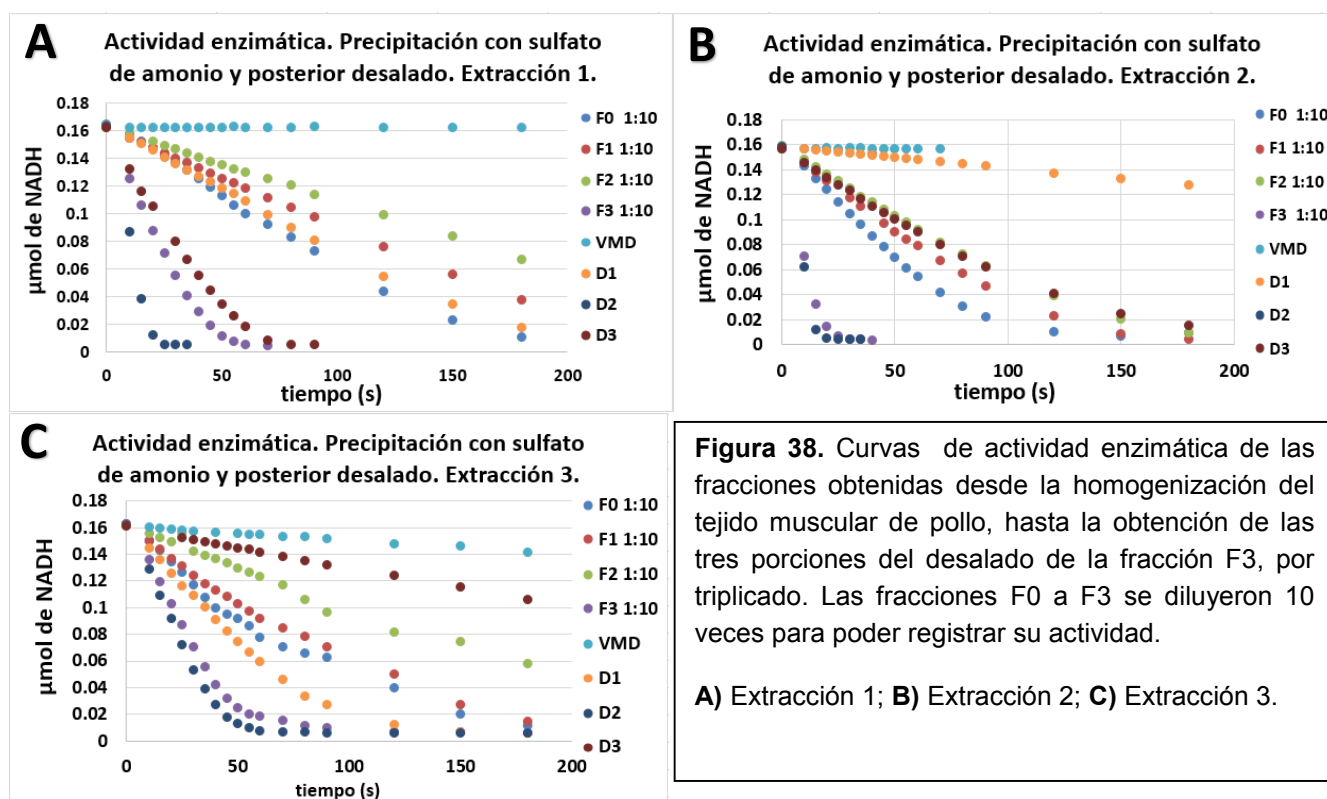 A
Actividad enzimática. Precipitación con sulfato
de amonio y posterior desalado. Extracción 1.
µmol de NADH
0.18
0.16
0.14
0.12
0.1
0.08
0.06
0.04
0.02
0
0 50 100 150 200
tiempo (s)
F0 1:10
F1 1:10
F2 1:10
F3 1:10
VMD
D1
D2
D3
B
Actividad enzimática. Precipitación con sulfato
de amonio y posterior desalado. Extracción 2.
µmol de NADH
0.18
0.16
0.14
0.12
0.1
0.08
0.06
0.04
0.02
0
0 50 100 150 200
tiempo (s)
F0 1:10
F1 1:10
F2 1:10
F3 1:10
VMD
D1
D2
D3
C
Actividad enzimática. Precipitación con sulfato
de amonio y posterior desalado. Extracción 3.
µmol de NADH
0.18
0.16
0.14
0.12
0.1
0.08
0.06
0.04
0.02
0
0 50 100 150 200
tiempo (s)
F0 1:10
F1 1:10
F2 1:10
F3 1:10
VMD
D1
D2
D3
Figura 38. Curvas de actividad enzimática de las
fracciones obtenidas desde la homogenización del
tejido muscular de pollo, hasta la obtención de las
tres porciones del desalado de la fracción F3, por
triplicado. Las fracciones F0 a F3 se diluyeron 10
veces para poder registrar su actividad.
A) Extracción 1; B) Extracción 2; C) Extracción 3.